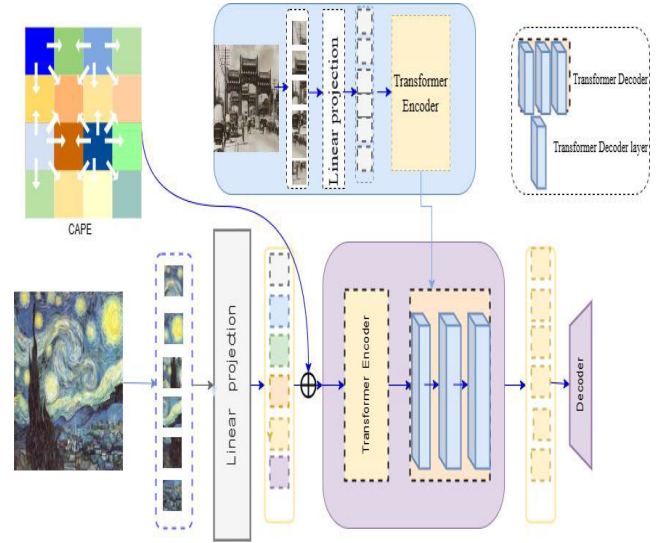 CAPE
Linear projection
Transformer
Encoder
Transformer Decoder
Transformer Decoder layer
Linear projection
Transformer Encoder
Decoder